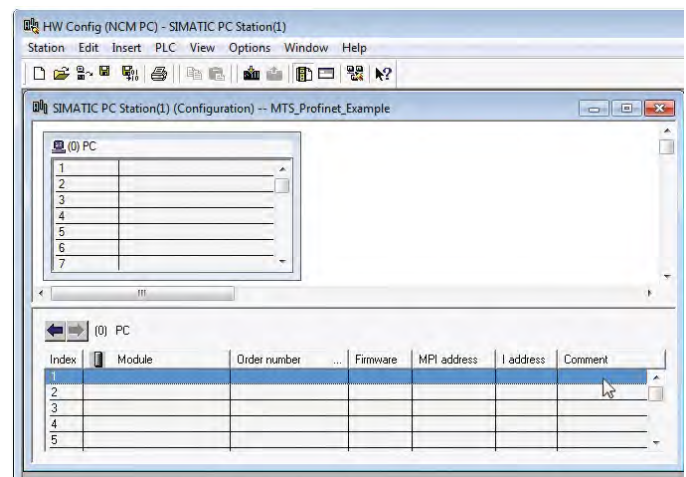 HW Config (NCM PC) - SIMATIC PC Station(1)
Station Edit Insert PLC View Options Window Help
SIMATIC PC Station(1) (Configuration) -- MTS_Profinet_Example
(0) PC
1
2
3
4
5
6
7
(0) PC
Index Module Order number ... Firmware MPI address I address Comment
1
2
3
4
5